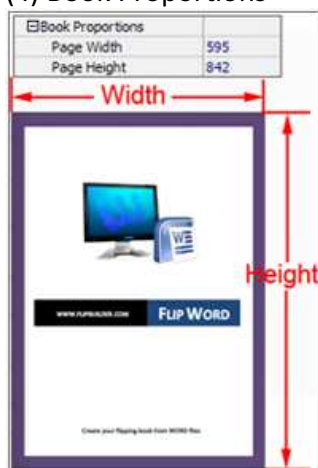 (4) Book Proportions
Book Proportions
Page Width 595
Page Height 842
Width
Height
W
WWW.FLIPBUILDER.COM FLIP WORD
Create your flipping book from WORD files